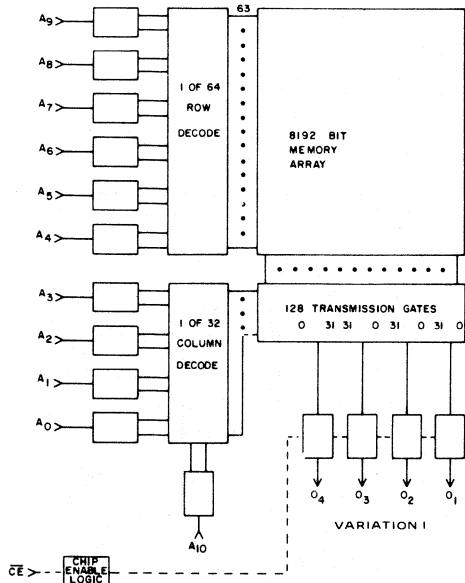 A9
63
A8
A7
1 OF 64
ROW
DECODE
A6
8192 BIT
MEMORY
ARRAY
A5
A4
A3
128 TRANSMISSION GATES
0 31 31 0 31 0 31 0
A2
1 OF 32
COLUMN
DECODE
A1
A0
O4 O3 O2 O1
VARIATION 1
A10
CE
CHIP
ENABLE
LOGIC